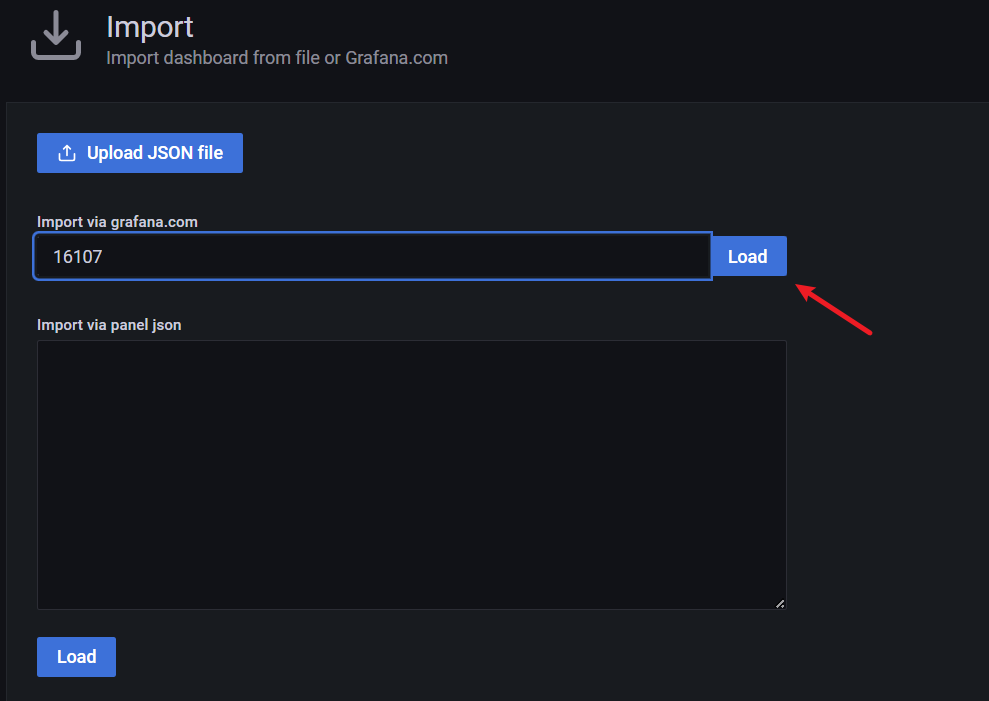 Import
Import dashboard from file or Grafana.com
Upload JSON file
Import via grafana.com
16107
Load
Import via panel json
Load